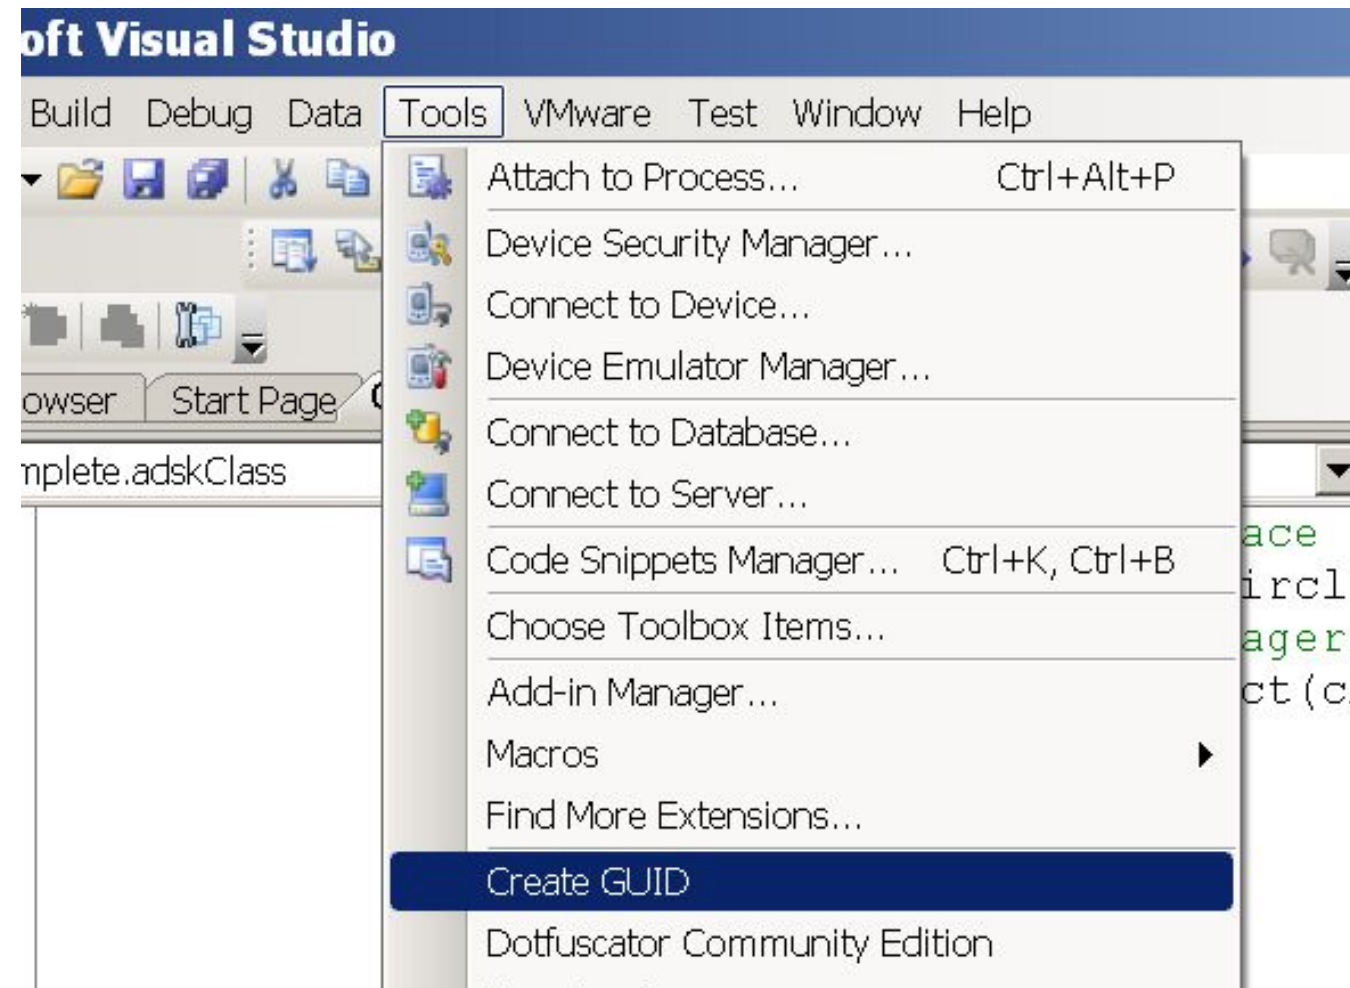 oft Visual Studio
Build Debug Data Tools VMware Test Window Help
Attach to Process... Ctrl+Alt+P
Device Security Manager...
Connect to Device...
Device Emulator Manager...
owser Start Page
Connect to Database...
mplete.adskClass
Connect to Server...
ace
Code Snippets Manager... Ctrl+K, Ctrl+B
ircl
Choose Toolbox Items...
ager
Add-in Manager...
ct(c
Macros
Find More Extensions...
Create GUID
Dotfuscator Community Edition